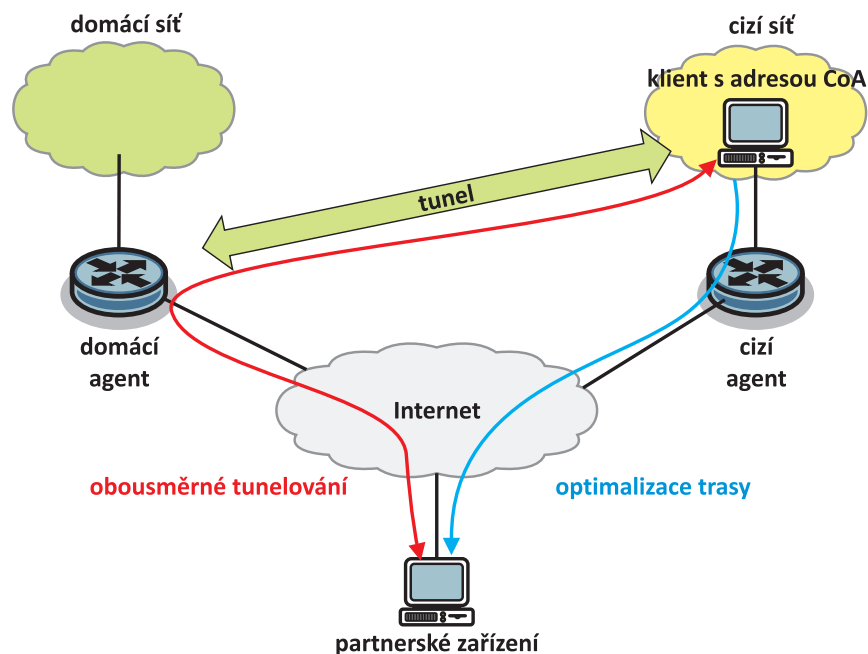 domácí síť
cizí síť
klient s adresou CoA
tunel
domácí
agent
cizí
agent
Internet
obousměrné tunelování
optimalizace trasy
partnerské zařízení